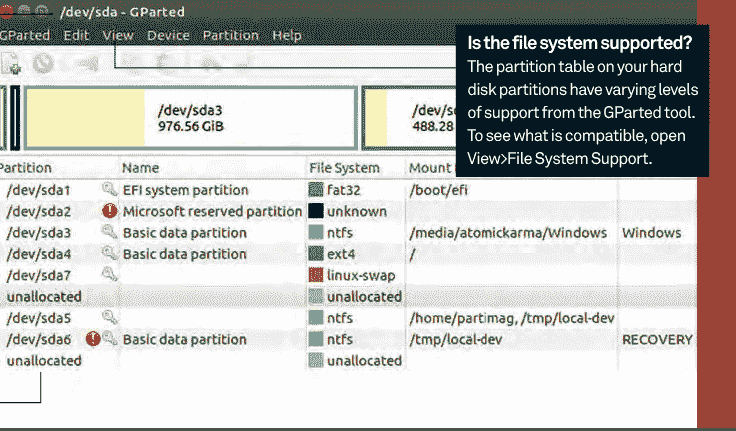 /dev/sda - GParted
GParted Edit View Device Partition Help
Is the file system supported?
The partition table on your hard
disk partitions have varying levels
of support from the GParted tool.
To see what is compatible, open
View>File System Support.
/dev/sda3
976.56 GiB
488.28
Partition Name File System Mount
/dev/sda1 EFI system partition fat32 /boot/efi
/dev/sda2 Microsoft reserved partition unknown
/dev/sda3 Basic data partition ntfs /media/atomickarma/Windows Windows
/dev/sda4 Basic data partition ext4 /
/dev/sda7 linux-swap
unallocated unallocated
/dev/sda5 ntfs /home/partimag, /tmp/local-dev
/dev/sda6 Basic data partition ntfs /tmp/local-dev RECOVERY
unallocated unallocated